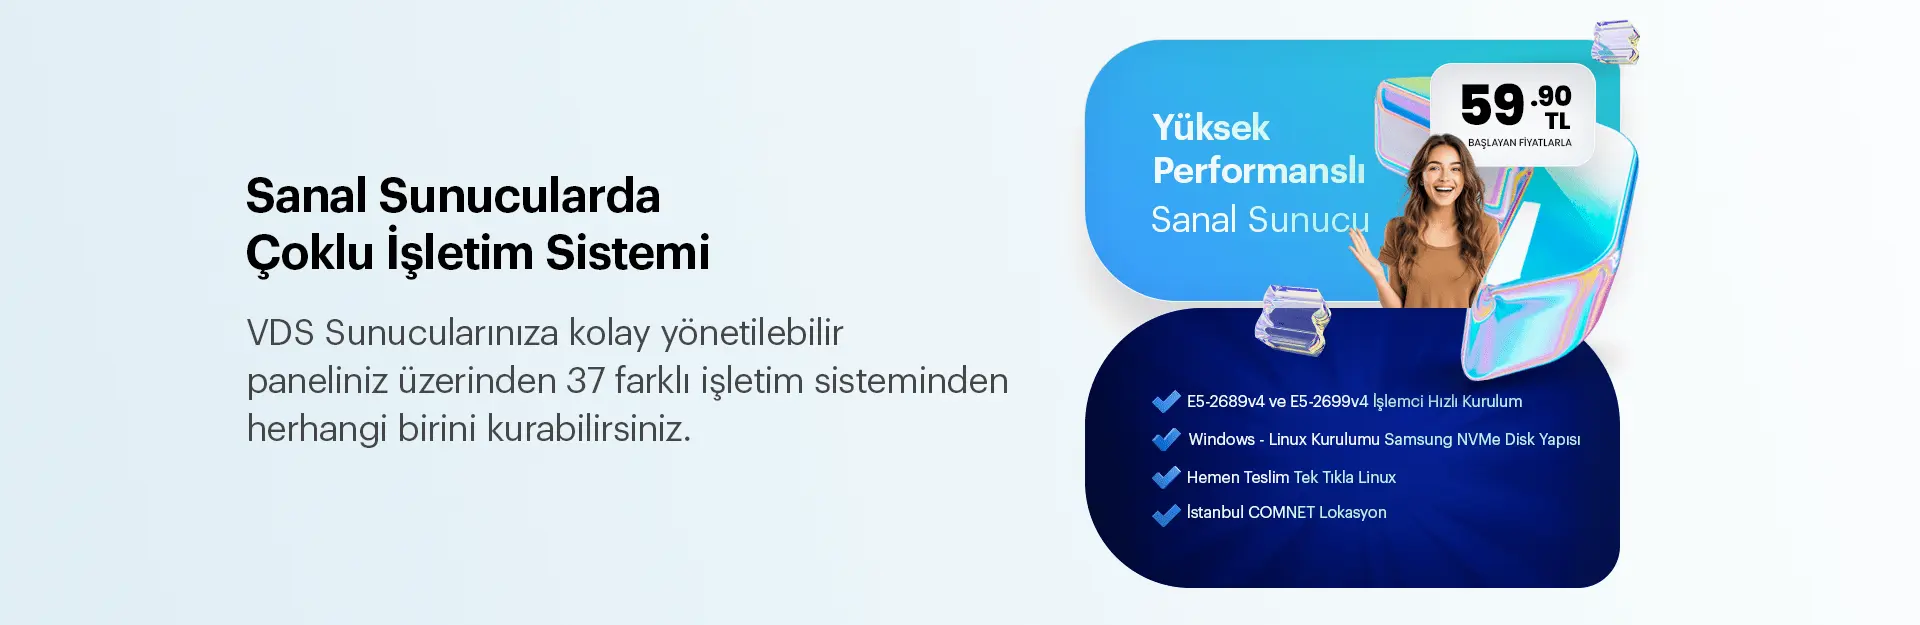 Sanal Sunucularda
Çoklu İşletim Sistemi
VDS Sunucularınıza kolay yönetilebilir
paneliniz üzerinden 37 farklı işletim sisteminden
herhangi birini kurabilirsiniz.
Yüksek
Performanslı
Sanal Sunucu
59.90
TL
BAŞLAYAN FİYATLARLA
E5-2689v4 ve E5-2699v4 İşlemci Hızlı Kurulum
Windows - Linux Kurulumu Samsung NVMe Disk Yapısı
Hemen Teslim Tek Tıkla Linux
İstanbul COMNET Lokasyon